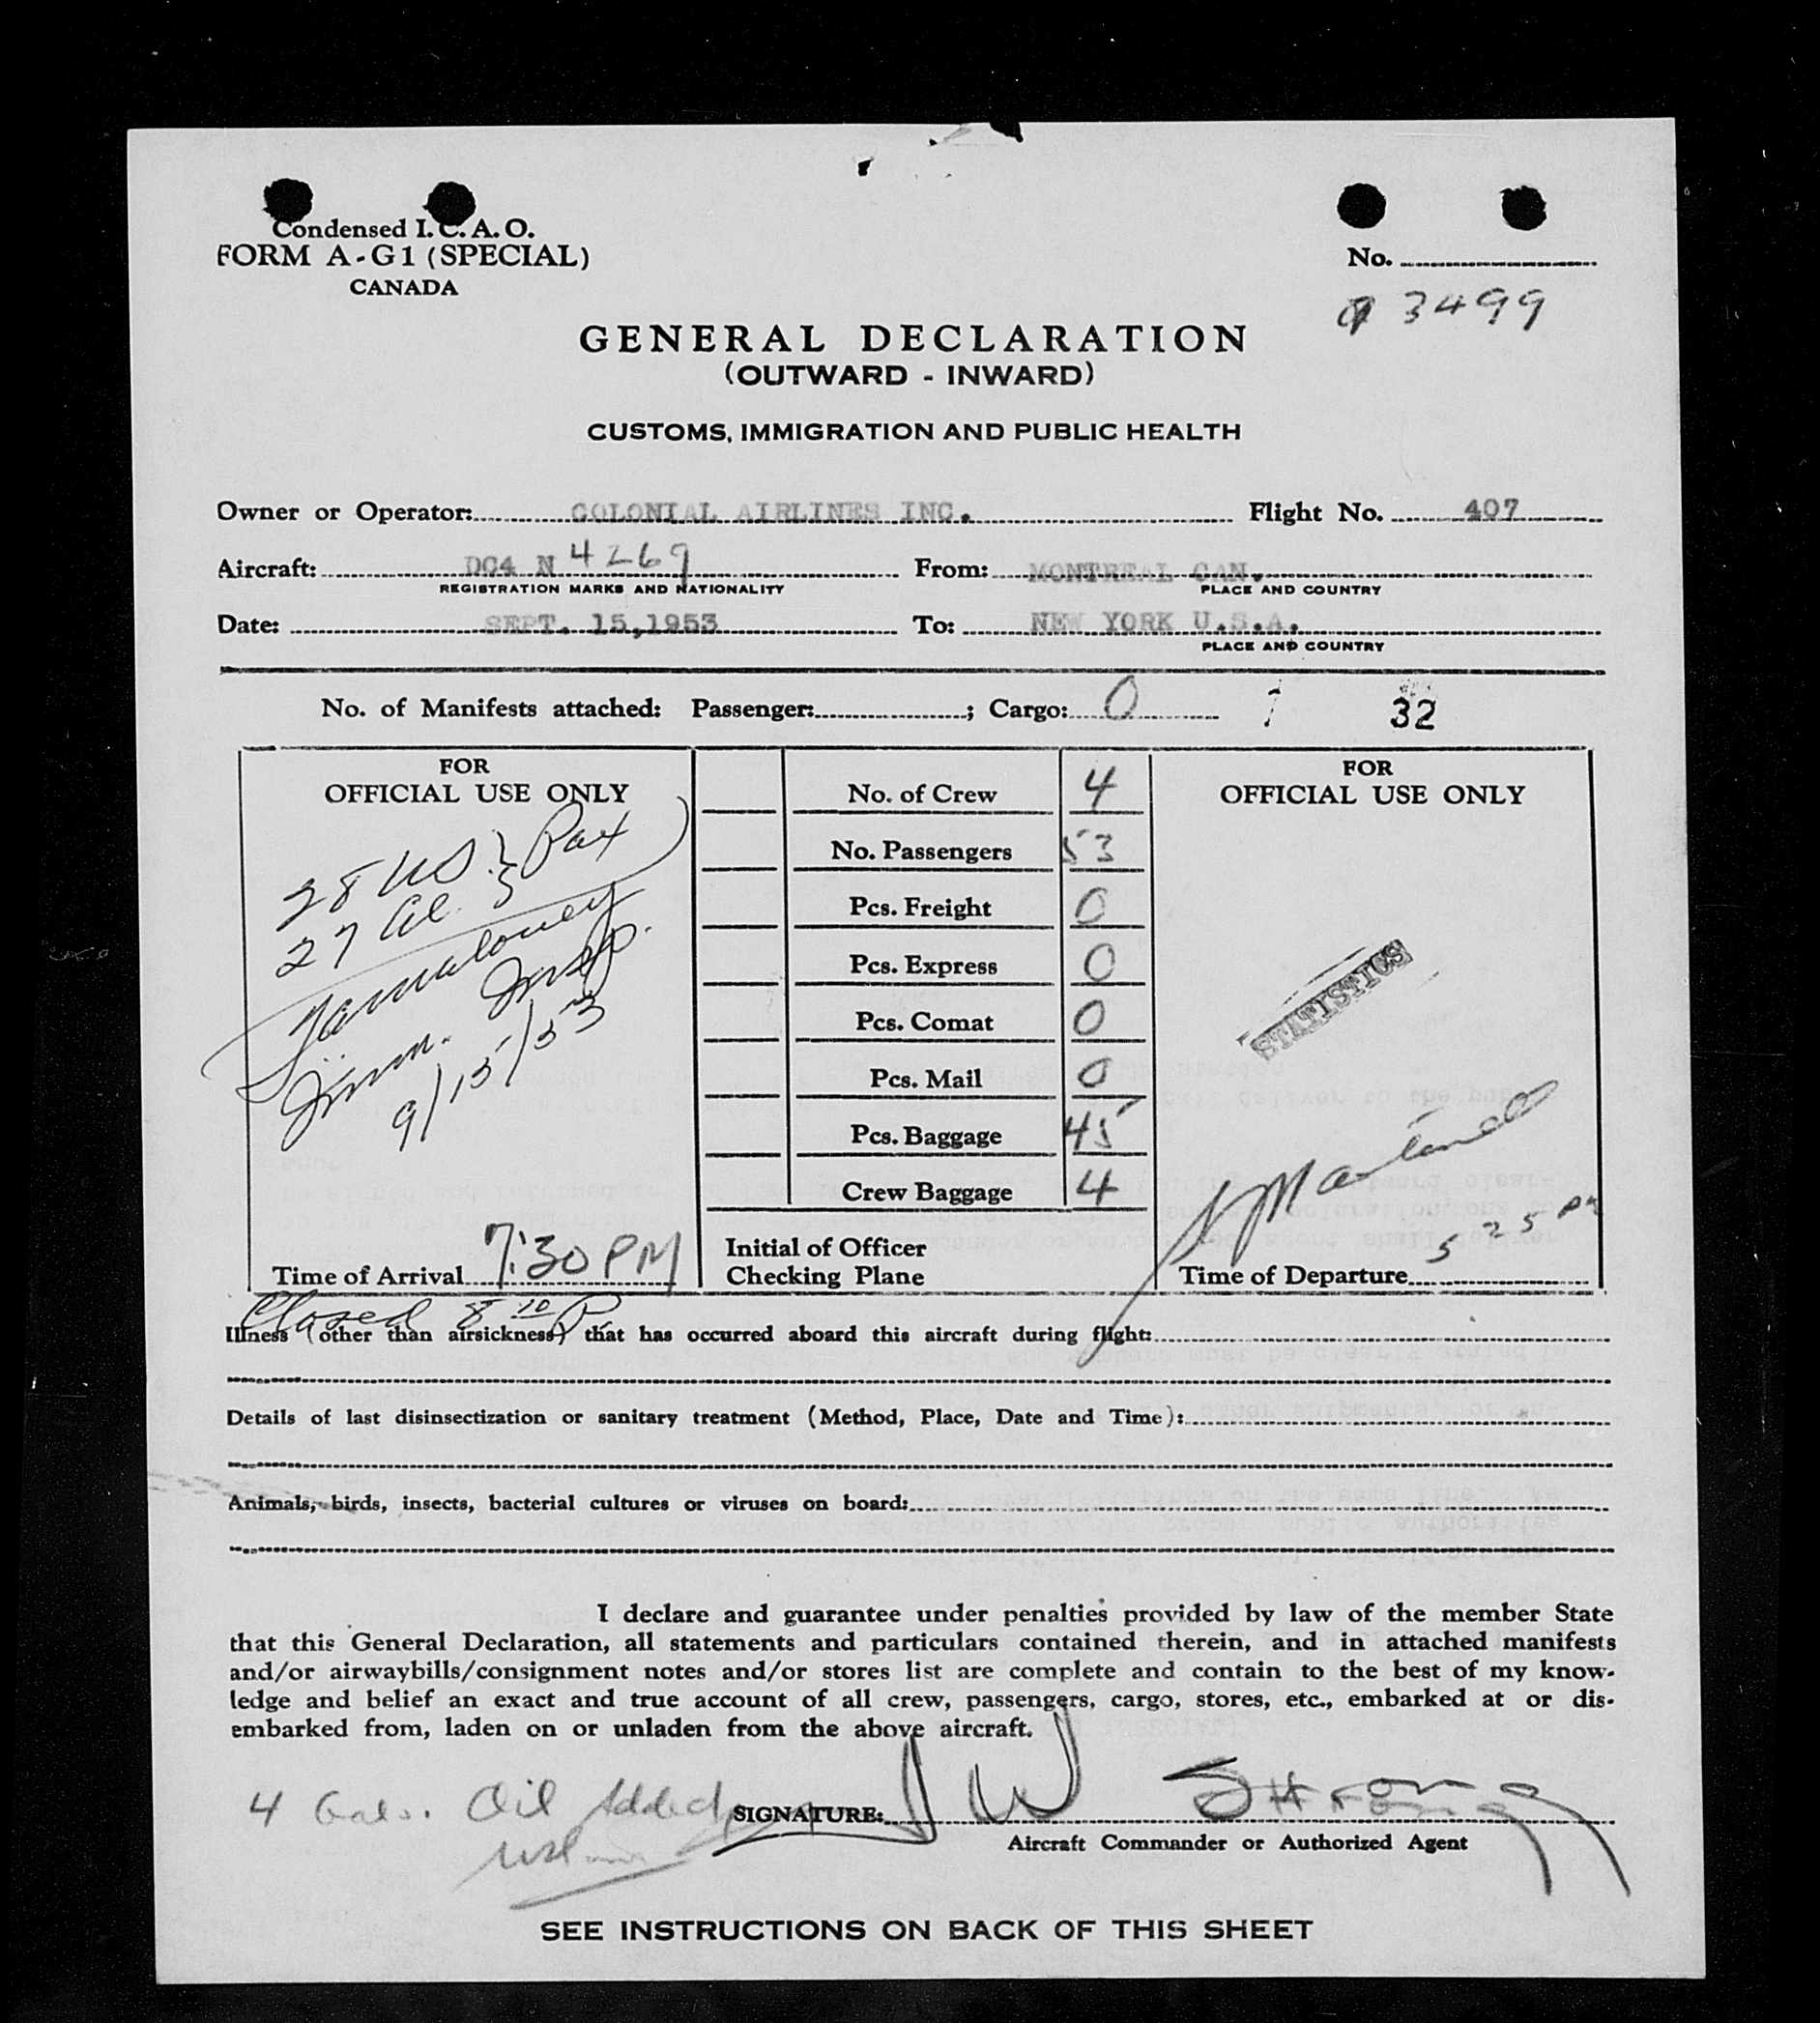 Condensed I. C. A. O.
FORM A-G1 (SPECIAL)
CANADA
No.
3499
GENERAL DECLARATION
(OUTWARD - INWARD)
CUSTOMS, IMMIGRATION AND PUBLIC HEALTH
Owner or Operator: COLONIAL AIRLINES INC. Flight No. 407
Aircraft: DC4 N 4269 From: MONTREAL CAN.
REGISTRATION MARKS AND NATIONALITY PLACE AND COUNTRY
Date: SEPT. 15,1953 To: NEW YORK U.S.A.
PLACE AND COUNTRY
No. of Manifests attached: Passenger: ; Cargo: 0 32
FOR
OFFICIAL USE ONLY
28 US } Pax
27 al.
Imm. Insp.
9/15/53
Time of Arrival 7:30 PM
No. of Crew 4
No. Passengers 53
Pcs. Freight 0
Pcs. Express 0
Pcs. Comat 0
Pcs. Mail 0
Pcs. Baggage 45
Crew Baggage 4
Initial of Officer
Checking Plane
FOR
OFFICIAL USE ONLY
STATISTICS
5 25 PM
Time of Departure
Closed 8 10 P
Illness (other than airsickness) that has occurred aboard this aircraft during flight:
Details of last disinsectization or sanitary treatment (Method, Place, Date and Time):
Animals, birds, insects, bacterial cultures or viruses on board:
I declare and guarantee under penalties provided by law of the member State
that this General Declaration, all statements and particulars contained therein, and in attached manifests
and/or airwaybills/consignment notes and/or stores list are complete and contain to the best of my know-
ledge and belief an exact and true account of all crew, passengers, cargo, stores, etc., embarked at or dis-
embarked from, laden on or unladen from the above aircraft.
4 Gals. Oil Added
SIGNATURE: J W Strong
Aircraft Commander or Authorized Agent
SEE INSTRUCTIONS ON BACK OF THIS SHEET